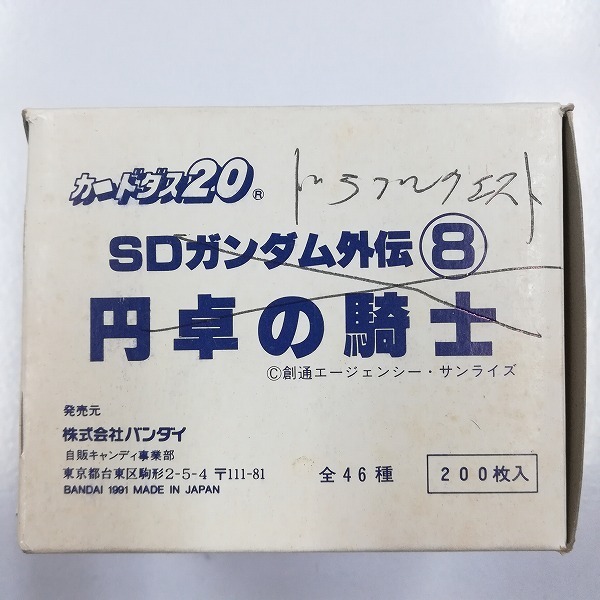 カードダス20®
ドラゴンクエスト
SDガンダム外伝⑧
円卓の騎士
©創通エージェンシー・サンライズ
発売元
株式会社バンダイ
自販キャンディ事業部
東京都台東区駒形2-5-4 〒111-81
BANDAI 1991 MADE IN JAPAN
全46種
200枚入